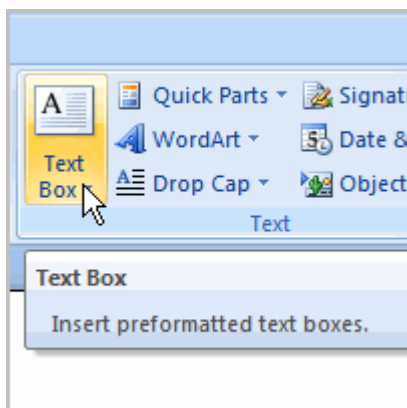 A
Text
Box
Quick Parts
WordArt
Drop Cap
Signat
Date &
Object
Text
Text Box
Insert preformatted text boxes.